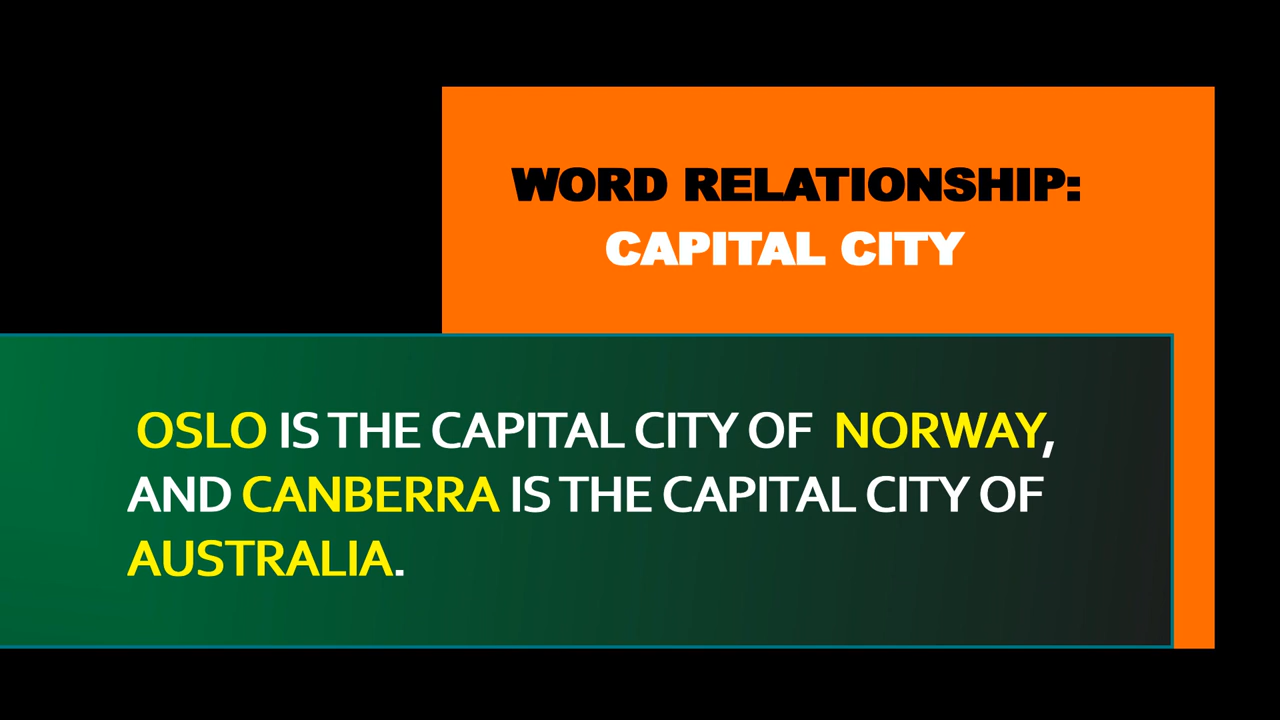 WORD RELATIONSHIP:
CAPITAL CITY
OSLO IS THE CAPITAL CITY OF NORWAY,
AND CANBERRA IS THE CAPITAL CITY OF
AUSTRALIA.